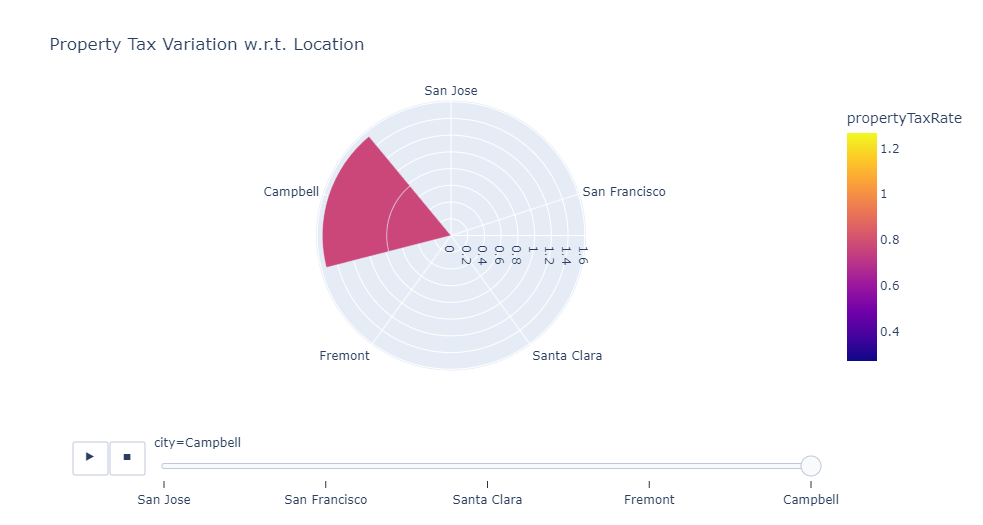 Property Tax Variation w.r.t. Location
San Jose
propertyTaxRate
1.2
San Francisco
Campbell
1
0.8
0
0.2
0.4
0.6
0.8
1
1.2
1.4
1.6
0.6
0.4
Fremont
Santa Clara
city=Campbell
San Jose
San Francisco
Santa Clara
Fremont
Campbell